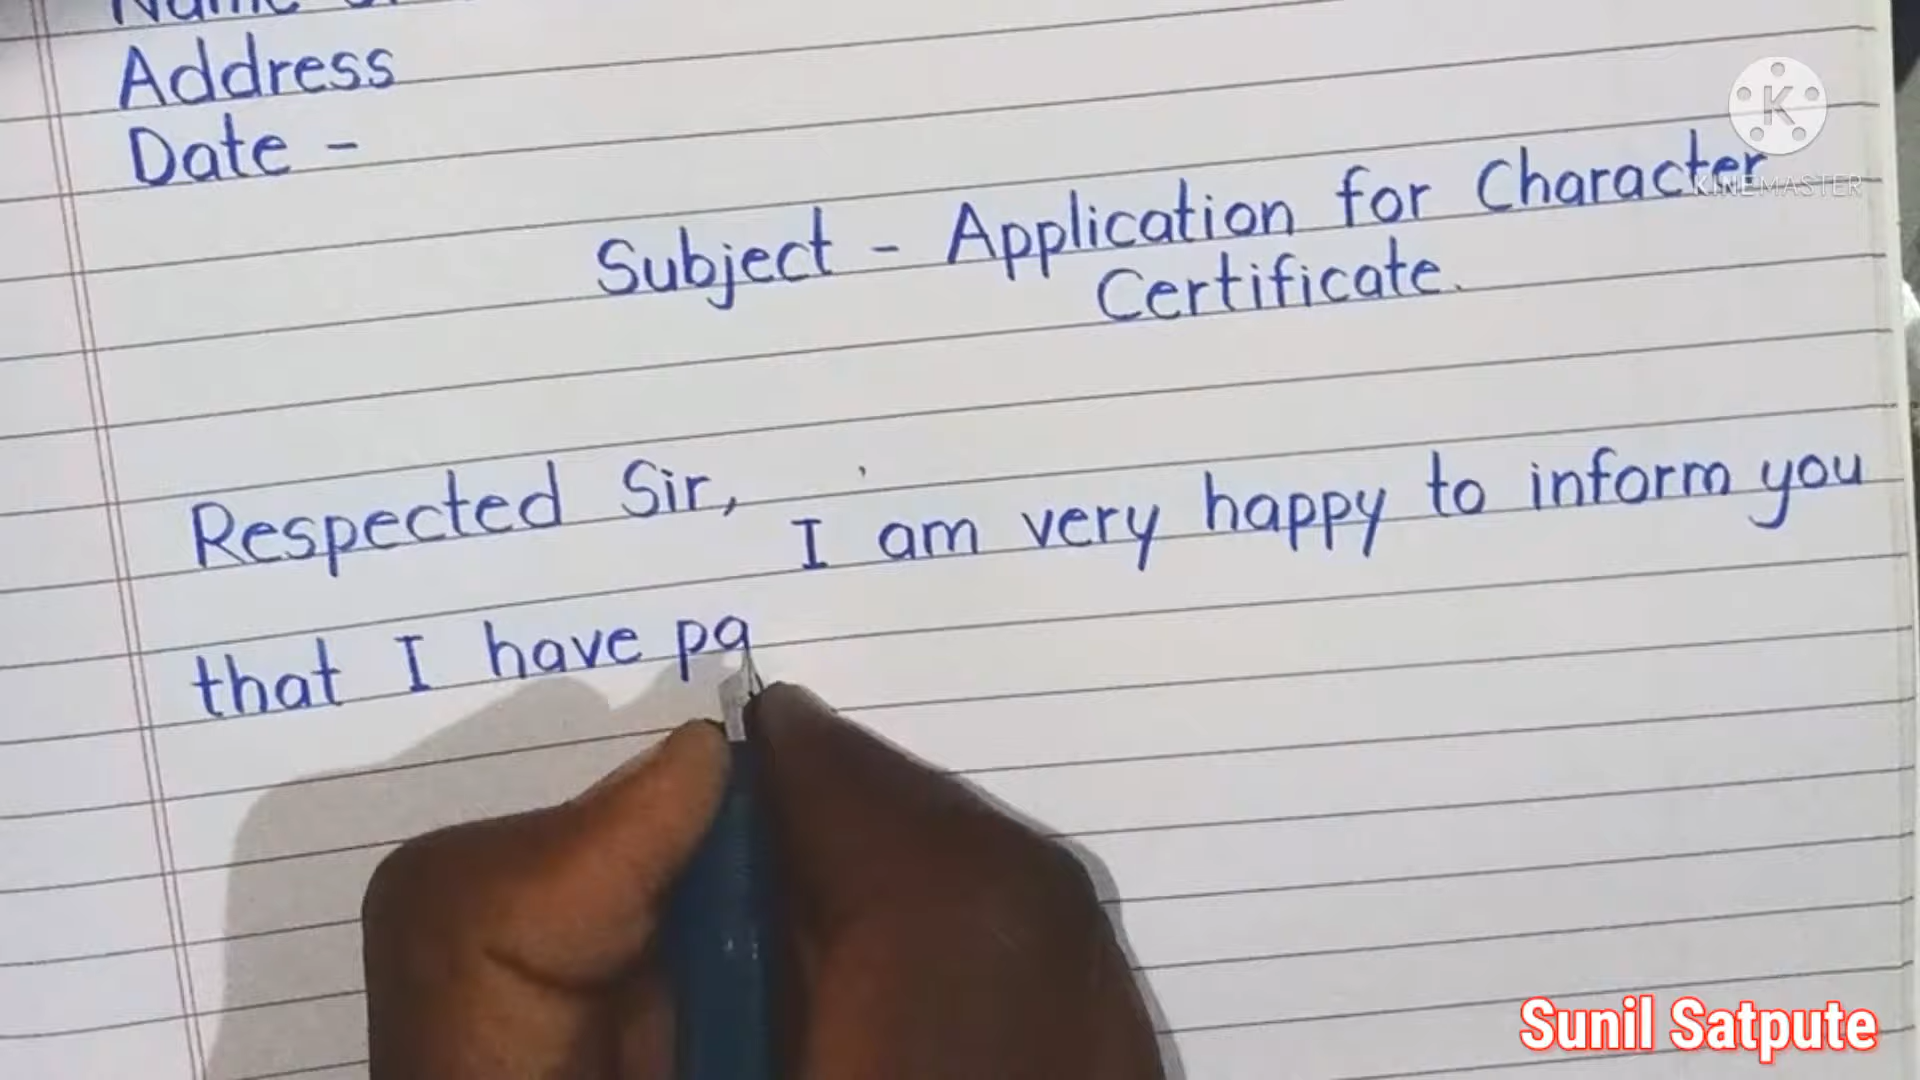 Address
Date -
Subject - Application for Character
Certificate.
Respected Sir,
I am very happy to inform you
that I have pa
K
KINEMASTER
Sunil Satpute